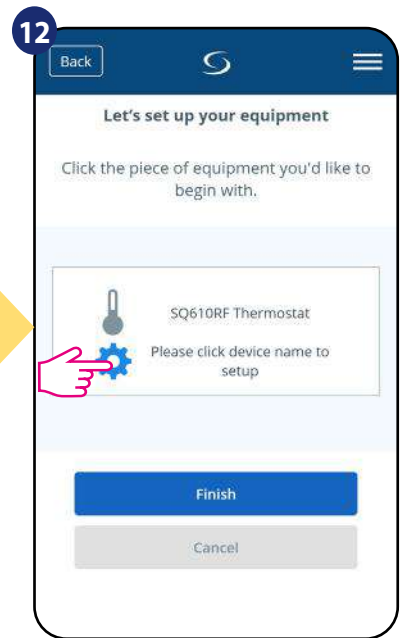 12
Back
Let's set up your equipment
Click the piece of equipment you'd like to
begin with.
SQ610RF Thermostat
Please click device name to
setup
Finish
Cancel